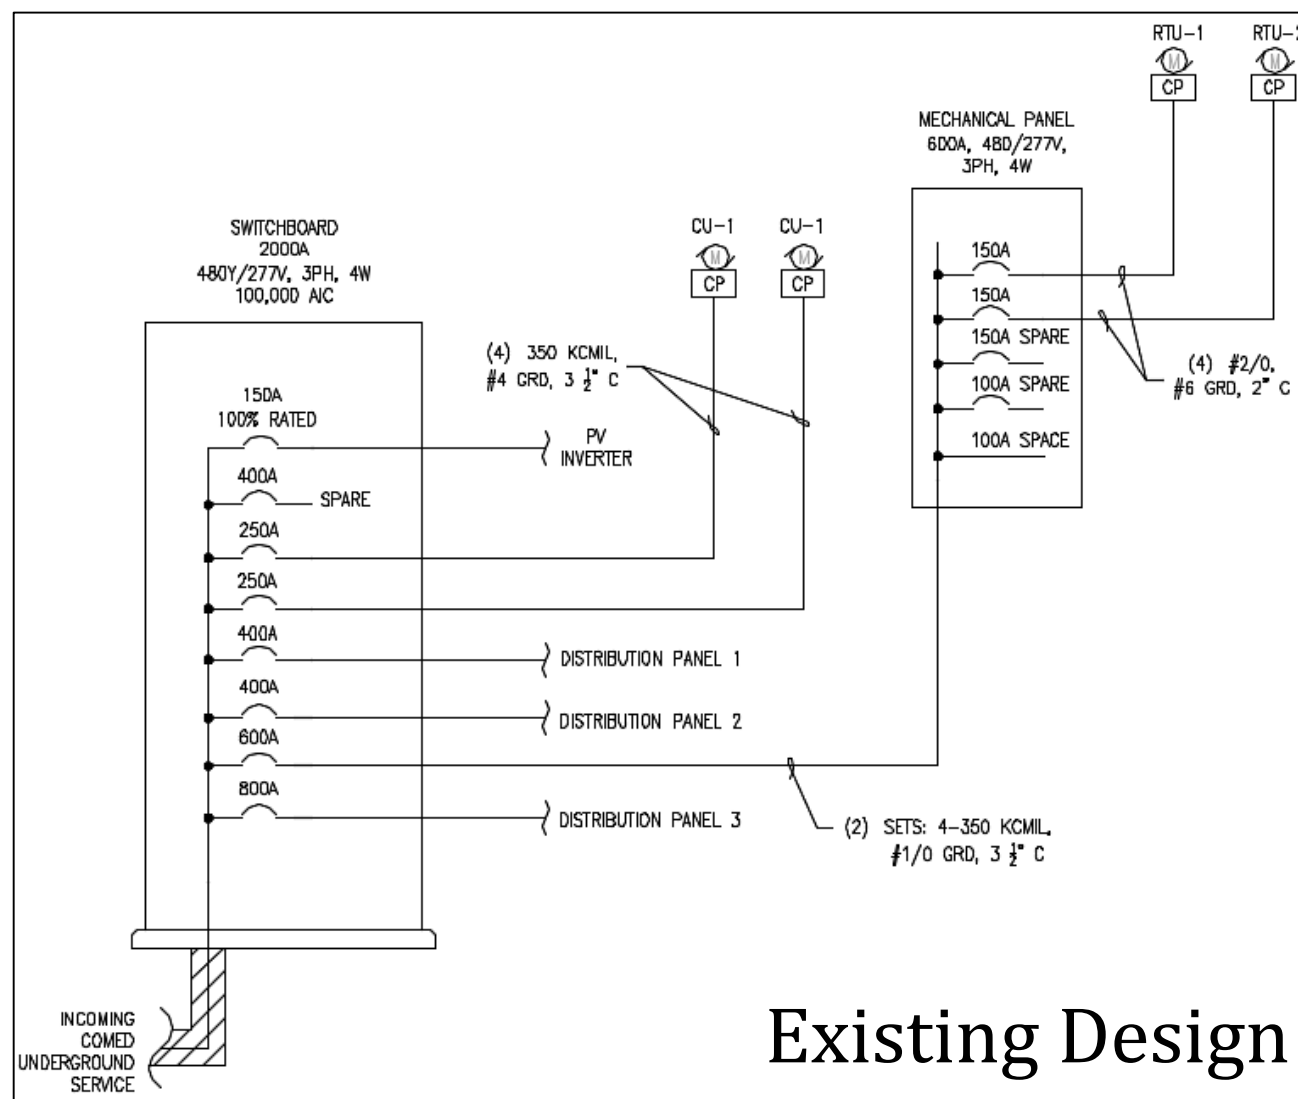 RTU-1
RTU-2
M
M
CP
CP
MECHANICAL PANEL
600A, 480/277V,
3PH, 4W
SWITCHBOARD
2000A
480Y/277V, 3PH, 4W
100,000 AIC
CU-1
CU-1
M
M
CP
CP
150A
150A
150A SPARE
100A SPARE
100A SPACE
(4) #2/0,
#6 GRD, 2" C
(4) 350 KCMIL,
#4 GRD, 3 1/2" C
150A
100% RATED
PV
INVERTER
400A
SPARE
250A
250A
400A
DISTRIBUTION PANEL 1
400A
DISTRIBUTION PANEL 2
600A
800A
DISTRIBUTION PANEL 3
(2) SETS: 4-350 KCMIL,
#1/0 GRD, 3 1/2" C
INCOMING
COMED
UNDERGROUND
SERVICE
Existing Design